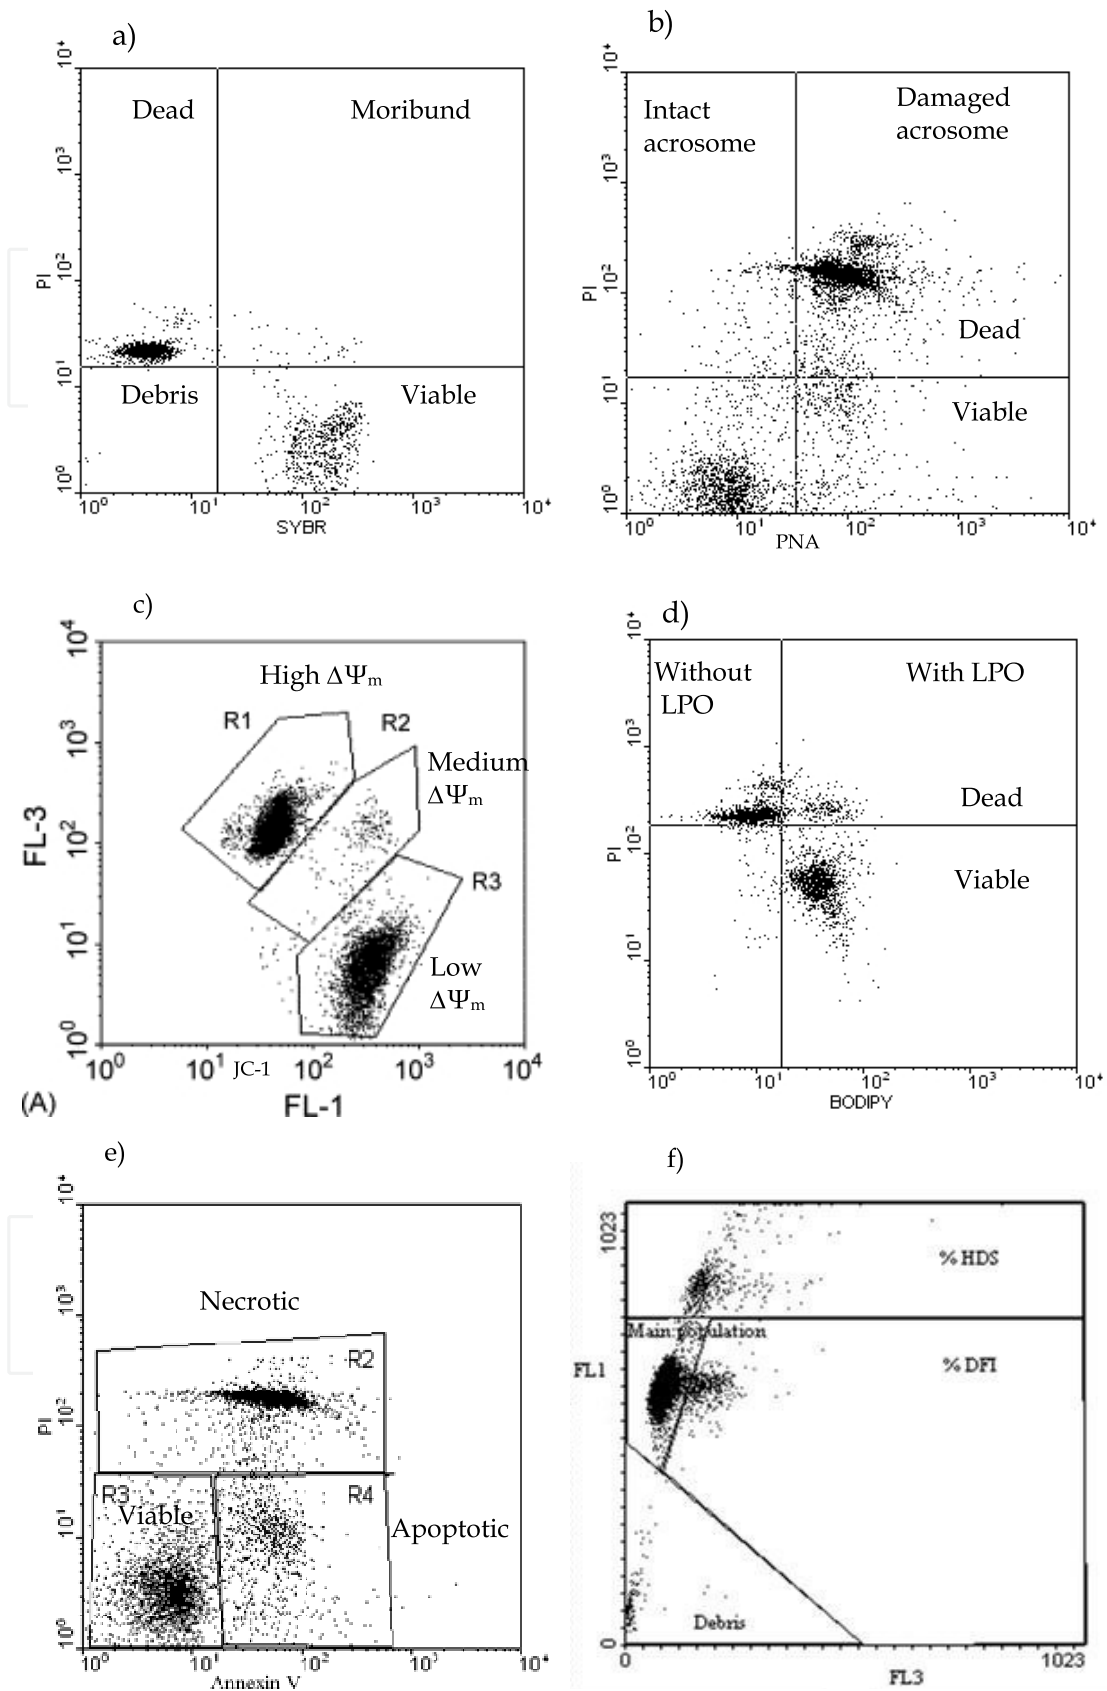 a)
10⁴
10³
10²
10¹
10⁰
PI
Dead
Moribund
Debris
Viable
10⁰
10¹
10²
10³
10⁴
SYBR
b)
10⁴
10³
10²
10¹
10⁰
PI
Intact
acrosome
Damaged
acrosome
Dead
Viable
10⁰
10¹
10²
10³
10⁴
PNA
c)
10⁴
10³
10²
10¹
10⁰
FL-3
High ΔΨm
R1
R2
Medium
ΔΨm
R3
Low
ΔΨm
10⁰
10¹
JC-1
10²
10³
10⁴
(A)
FL-1
d)
10⁴
10³
10²
10¹
10⁰
PI
Without
LPO
With LPO
Dead
Viable
10⁰
10¹
10²
10³
10⁴
BODIPY
e)
10⁴
10³
10²
10¹
10⁰
PI
Necrotic
R2
R3
Viable
R4
Apoptotic
10⁰
10¹
10²
10³
10⁴
Annexin V
f)
1023
% HDS
Main population
FL1
% DFI
Debris
0
0
1023
FL3